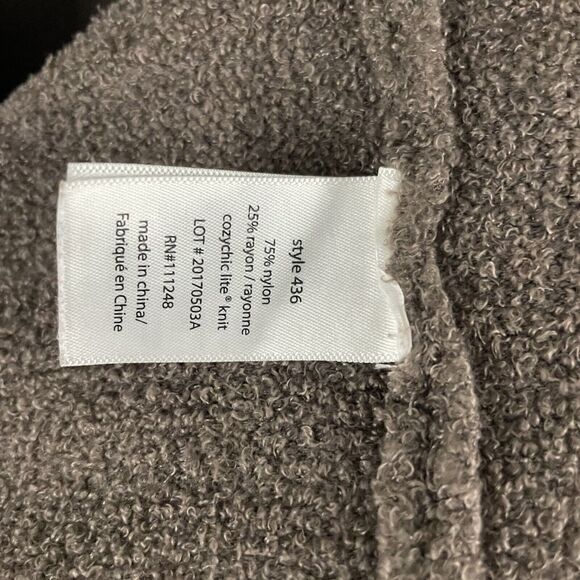 style 436
75% nylon
25% rayon / rayonne
cozychic lite® knit
LOT # 20170503A
RN#111248
made in china/
Fabriqué en Chine